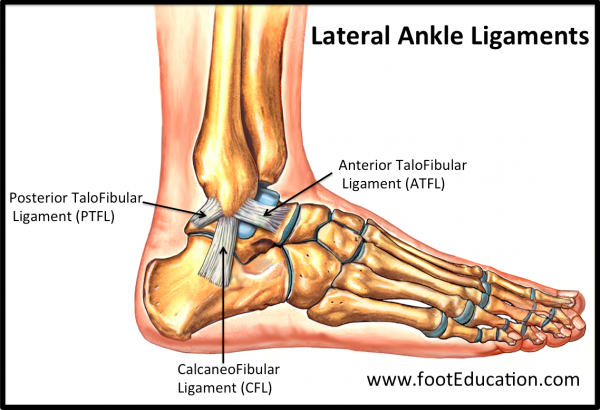 Lateral Ankle Ligaments
Anterior TaloFibular
Ligament (ATFL)
Posterior TaloFibular
Ligament (PTFL)
CalcaneoFibular
Ligament (CFL)
www.footEducation.com